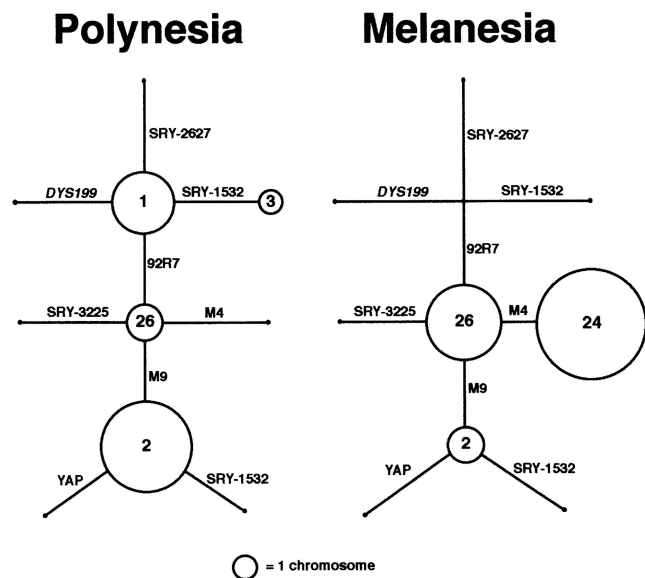 Polynesia
SRY-2627
DYS199
1
SRY-1532
3
92R7
SRY-3225
26
M4
M9
2
YAP
SRY-1532
Melanesia
SRY-2627
DYS199
SRY-1532
92R7
SRY-3225
26
M4
24
M9
2
YAP
SRY-1532
= 1 chromosome